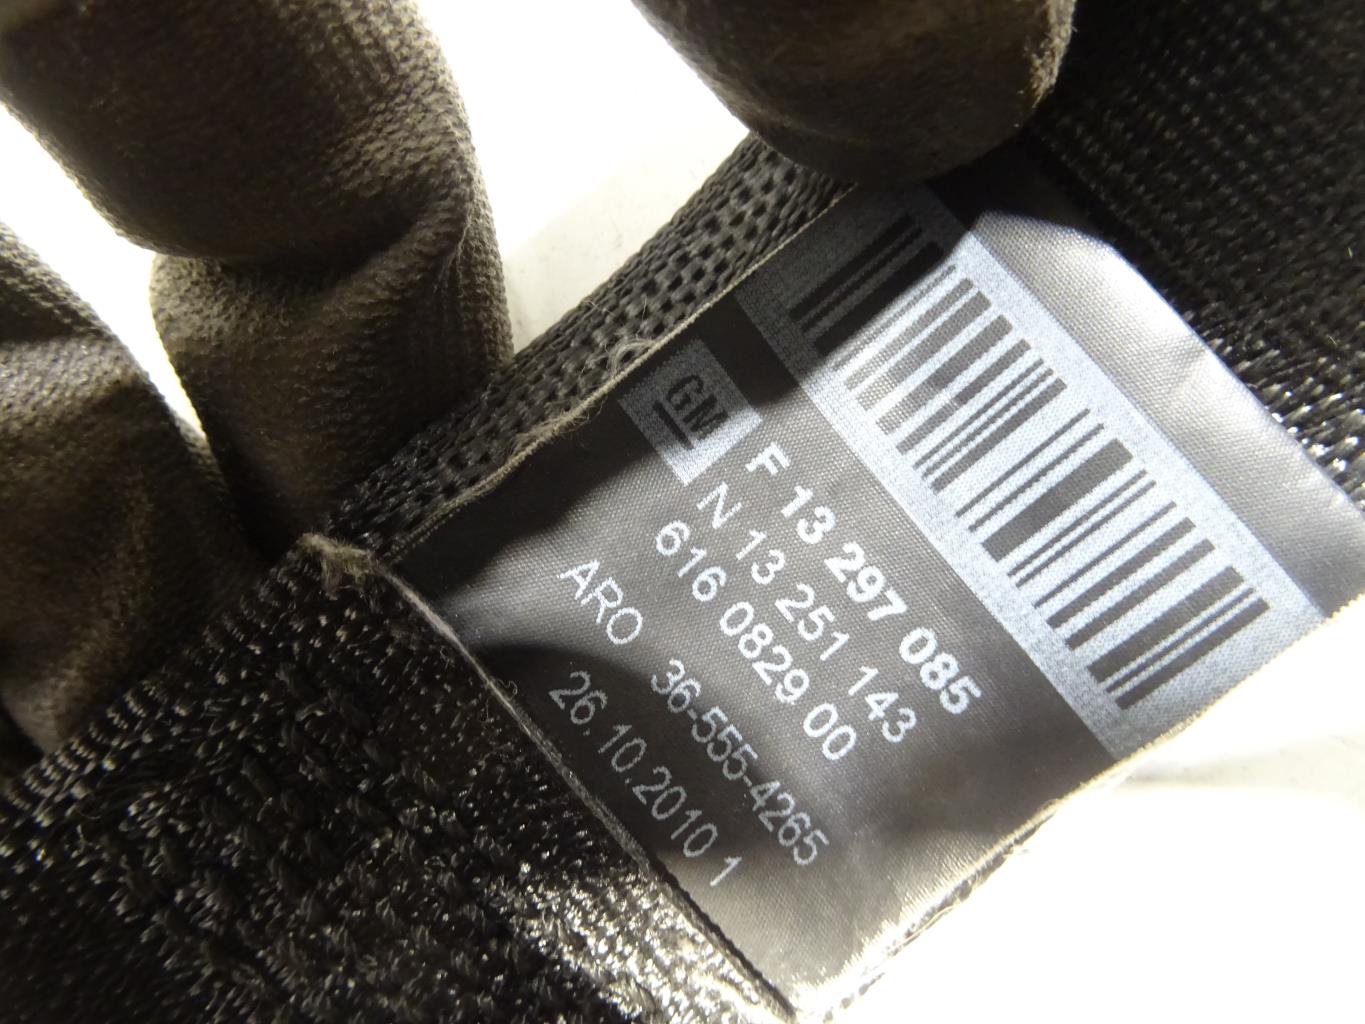 GM
F 13 297 085
N 13 251 143
616 0829 00
ARO 36-555-4265
26.10.2010 1